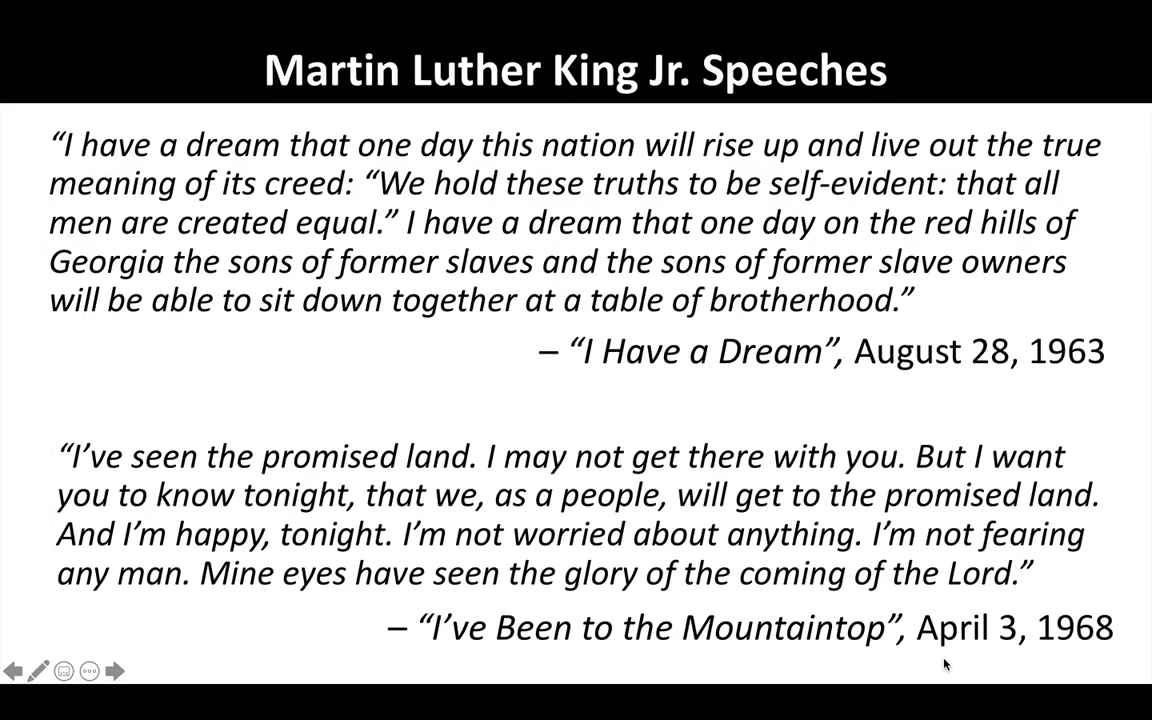 Martin Luther King Jr. Speeches
“I have a dream that one day this nation will rise up and live out the true
meaning of its creed: “We hold these truths to be self-evident: that all
men are created equal.” I have a dream that one day on the red hills of
Georgia the sons of former slaves and the sons of former slave owners
will be able to sit down together at a table of brotherhood.”
– “I Have a Dream”, August 28, 1963
“I’ve seen the promised land. I may not get there with you. But I want
you to know tonight, that we, as a people, will get to the promised land.
And I’m happy, tonight. I’m not worried about anything. I’m not fearing
any man. Mine eyes have seen the glory of the coming of the Lord.”
– “I’ve Been to the Mountaintop”, April 3, 1968